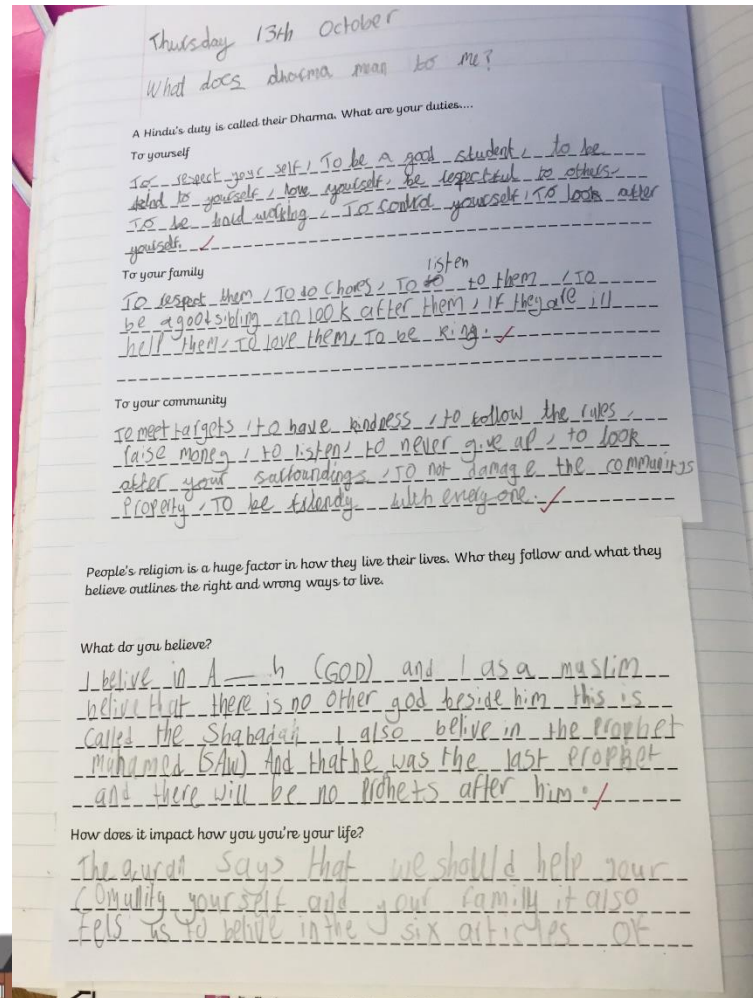 Thursday 13th October
What does dharma mean to me?
A Hindu's duty is called their Dharma. What are your duties....
To yourself
To respect your self, To be a good student, to be
kind to yourself, love yourself, be respectful to others,
To be hard working, To control yourself, To look after
yourself.
To your family
listen
To respect them, To do chores, To to them, To
be a good sibling, to look after them, If they are ill
help them, To love them, To be king.
To your community
To meet targets, to have kindness, to follow the rules,
raise money, to listen, to never give up, to look
after your surroundings, To not damage the communitys
Property, To be friendy with every one.
People's religion is a huge factor in how they live their lives. Who they follow and what they
believe outlines the right and wrong ways to live.
What do you believe?
I belive in A——h (GOD) and I as a muslim
belive that there is no other god beside him this is
called the Shahadah I also belive in the Prophet
Muhamed (SAW) And that he was the last Prophet
and there will be no Prohets after him.
How does it impact how you you're your life?
The quran says that we should help your
Comunity yourself and your family it also
tels us to belive in the six articles of